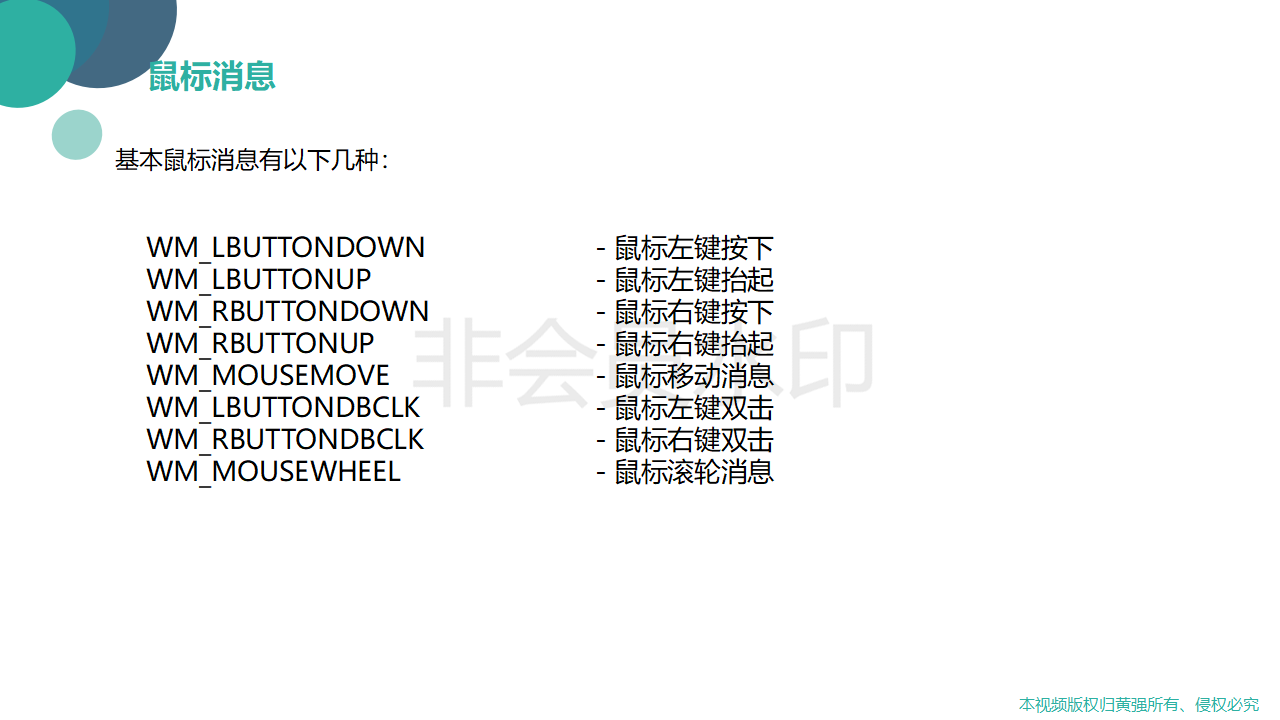 鼠标消息
基本鼠标消息有以下几种：
WM_LBUTTONDOWN - 鼠标左键按下
WM_LBUTTONUP - 鼠标左键抬起
WM_RBUTTONDOWN - 鼠标右键按下
WM_RBUTTONUP - 鼠标右键抬起
WM_MOUSEMOVE - 鼠标移动消息
WM_LBUTTONDBCLK - 鼠标左键双击
WM_RBUTTONDBCLK - 鼠标右键双击
WM_MOUSEWHEEL - 鼠标滚轮消息
非会员水印
本视频版权归黄强所有、侵权必究